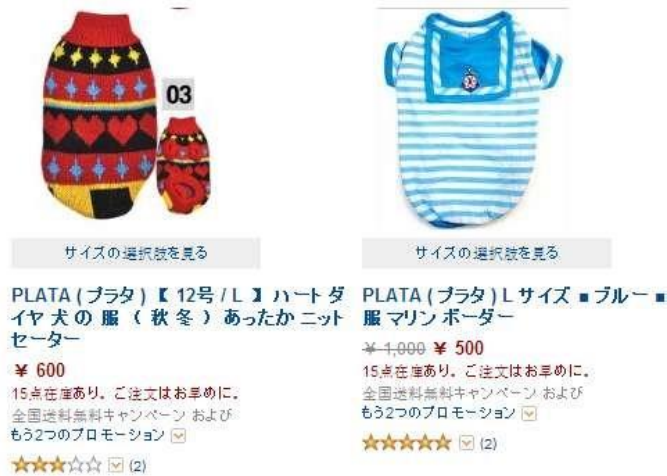 03
サイズの選択肢を見る
PLATA (プラタ) 【 12号 / L 】 ハート ダ
イヤ 犬 の 服 （ 秋 冬 ） あったか ニット
セーター
¥ 600
15点在庫あり。ご注文はお早めに。
全国送料無料キャンペーン および
もう2つのプロモーション
(2)
サイズの選択肢を見る
PLATA (プラタ) L サイズ ■ ブルー ■
服 マリン ボーダー
¥ 1,000 ¥ 500
15点在庫あり。ご注文はお早めに。
全国送料無料キャンペーン および
もう2つのプロモーション
(2)